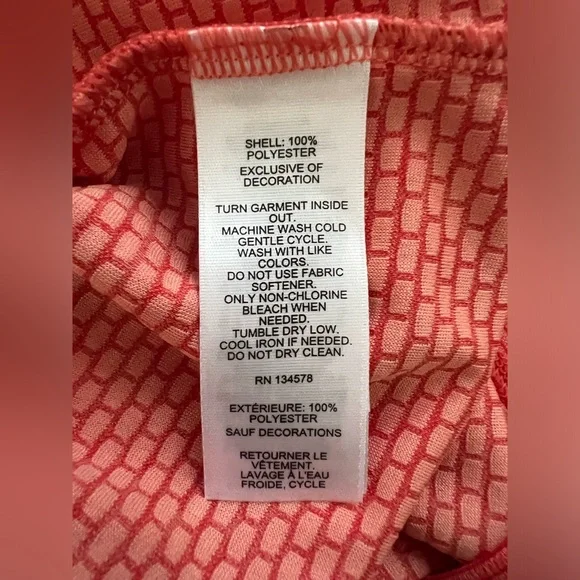 SHELL: 100%
POLYESTER
EXCLUSIVE OF
DECORATION
TURN GARMENT INSIDE
OUT.
MACHINE WASH COLD
GENTLE CYCLE.
WASH WITH LIKE
COLORS.
DO NOT USE FABRIC
SOFTENER.
ONLY NON-CHLORINE
BLEACH WHEN
NEEDED.
TUMBLE DRY LOW.
COOL IRON IF NEEDED.
DO NOT DRY CLEAN.
RN 134578
EXTÉRIEURE: 100%
POLYESTER
SAUF DECORATIONS
RETOURNER LE
VÊTEMENT.
LAVAGE À L'EAU
FROIDE, CYCLE